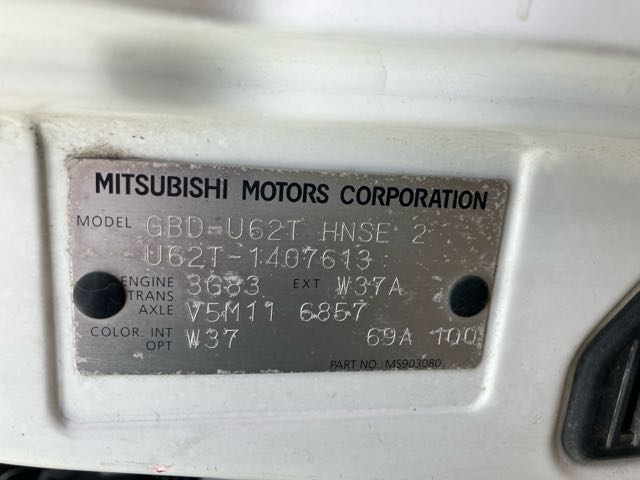 MITSUBISHI MOTORS CORPORATION
MODEL GBD-U62T HNSE 2
U62T-1407613
ENGINE 3G83 EXT W37A
TRANS
AXLE V5M11 6857
COLOR. INT W37 69A 100
OPT
PART NO. MS903080